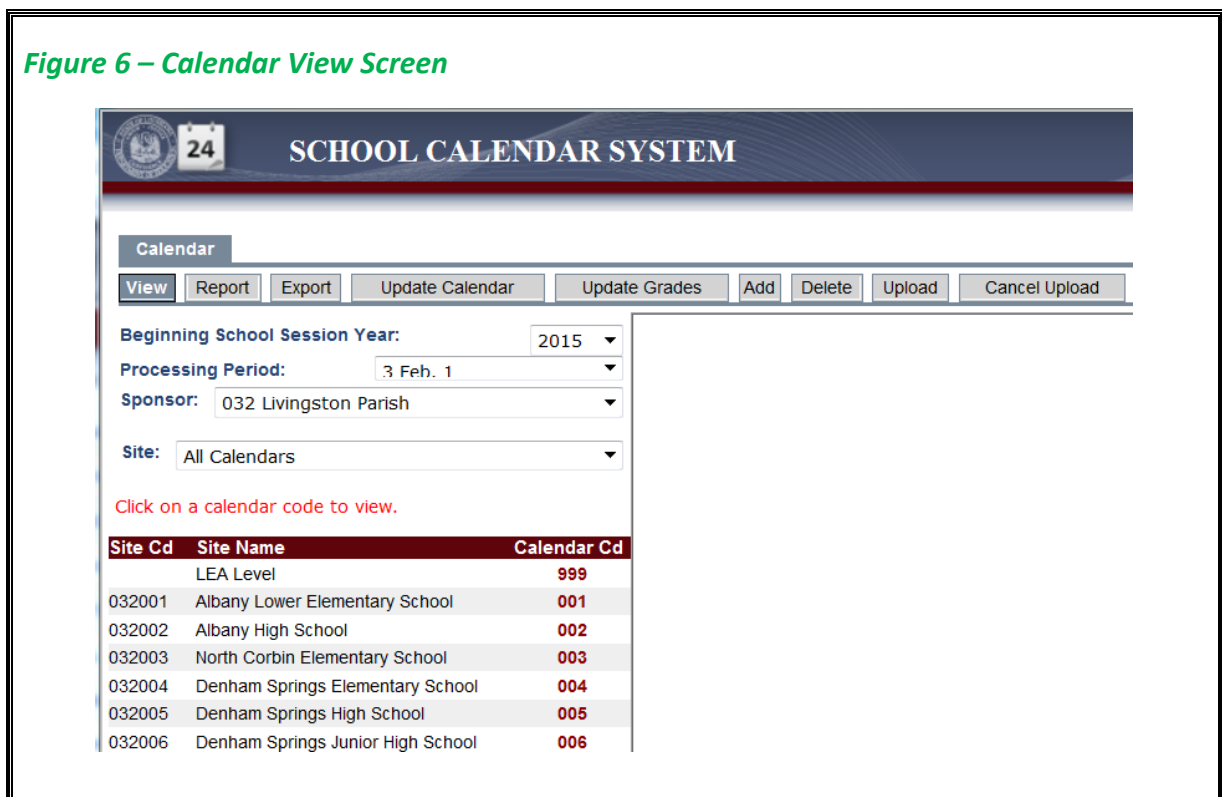 Figure 6 – Calendar View Screen
24
SCHOOL CALENDAR SYSTEM
Calendar
View Report Export Update Calendar Update Grades Add Delete Upload Cancel Upload
Beginning School Session Year: 2015
Processing Period: 3 Feb. 1
Sponsor: 032 Livingston Parish
Site: All Calendars
Click on a calendar code to view.
Site Cd Site Name Calendar Cd
LEA Level 999
032001 Albany Lower Elementary School 001
032002 Albany High School 002
032003 North Corbin Elementary School 003
032004 Denham Springs Elementary School 004
032005 Denham Springs High School 005
032006 Denham Springs Junior High School 006